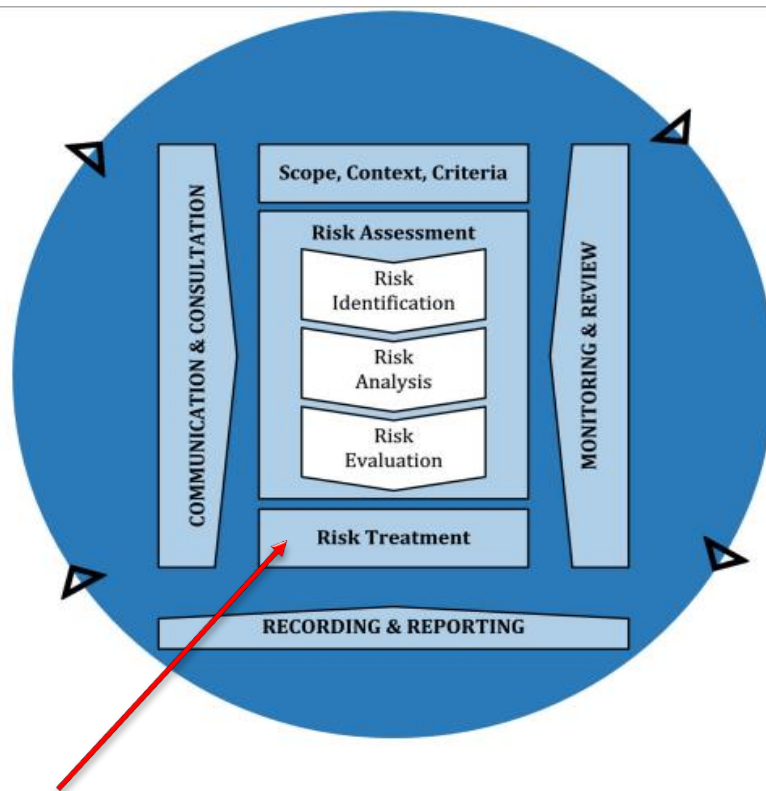 Scope, Context, Criteria
Risk Assessment
Risk
Identification
Risk
Analysis
Risk
Evaluation
Risk Treatment
COMMUNICATION & CONSULTATION
MONITORING & REVIEW
RECORDING & REPORTING